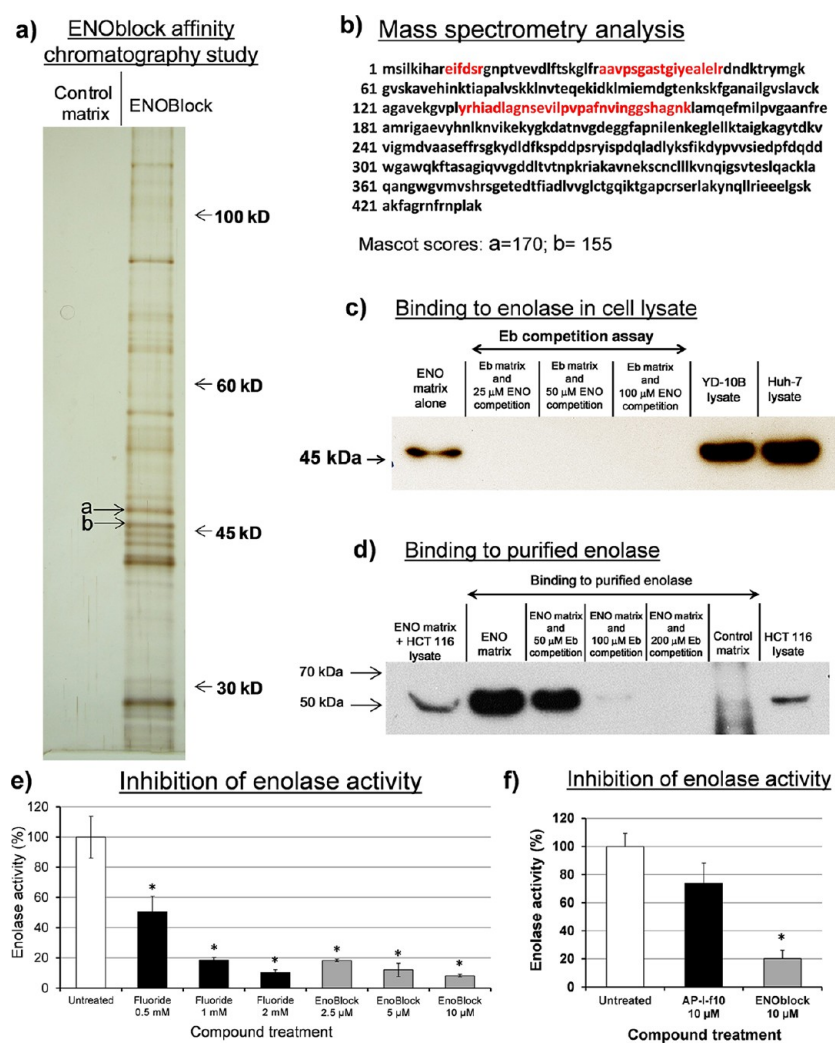 a) ENOblock affinity
chromatography study
Control
matrix
ENOBlock
←100 kD
←60 kD
a→
b→
←45 kD
←30 kD
b) Mass spectrometry analysis
1 msilkihareifdsrgnptvevdlftskglfraavpsgastgiyealelrdndktrymgk
61 gvskavehinktiapalvskklnvteqekidklmiemdgtenkskfganailgvslavck
121 agavekgvplyrhiadlagnsevilpvpafnvinggshagnklamqefmilpvgaanfre
181 amrigaevyhnlknvikekygkdatnvgdeggfapnilenkeglellktaigkagytdkv
241 vigmdvaaseffrsgkydldfkspddpsryispdqladlyksfikdypvvsiedpfdqdd
301 wgawqkftasagiqvvgddltvtnpkriakavnekscncllLkvnqigsvteslqackla
361 qangwgvmvshrsgetedtfiadlvvglctgqiktgapcrserlakynqllrieeelgsk
421 akfagrnfrnplak
Mascot scores: a=170; b= 155
c) Binding to enolase in cell lysate
Eb competition assay
ENO
matrix
alone
Eb matrix
and
25 µM ENO
competition
Eb matrix
and
50 µM ENO
competition
Eb matrix
and
100 µM ENO
competition
YD-10B
lysate
Huh-7
lysate
45 kDa →
d) Binding to purified enolase
Binding to purified enolase
ENO matrix
+ HCT 116
lysate
ENO
matrix
ENO matrix
and
50 µM Eb
competition
ENO matrix
and
100 µM Eb
competition
ENO matrix
and
200 µM Eb
competition
Control
matrix
HCT 116
lysate
70 kDa →
50 kDa →
e) Inhibition of enolase activity
Enolase activity (%)
120
100
80
60
40
20
0
* * * * * *
Untreated
Fluoride
0.5 mM
Fluoride
1 mM
Fluoride
2 mM
EnoBlock
2.5 µM
EnoBlock
5 µM
EnoBlock
10 µM
Compound treatment
f) Inhibition of enolase activity
Enolase activity (%)
120
100
80
60
40
20
0
*
Untreated
AP-I-f10
10 µM
ENOblock
10 µM
Compound treatment